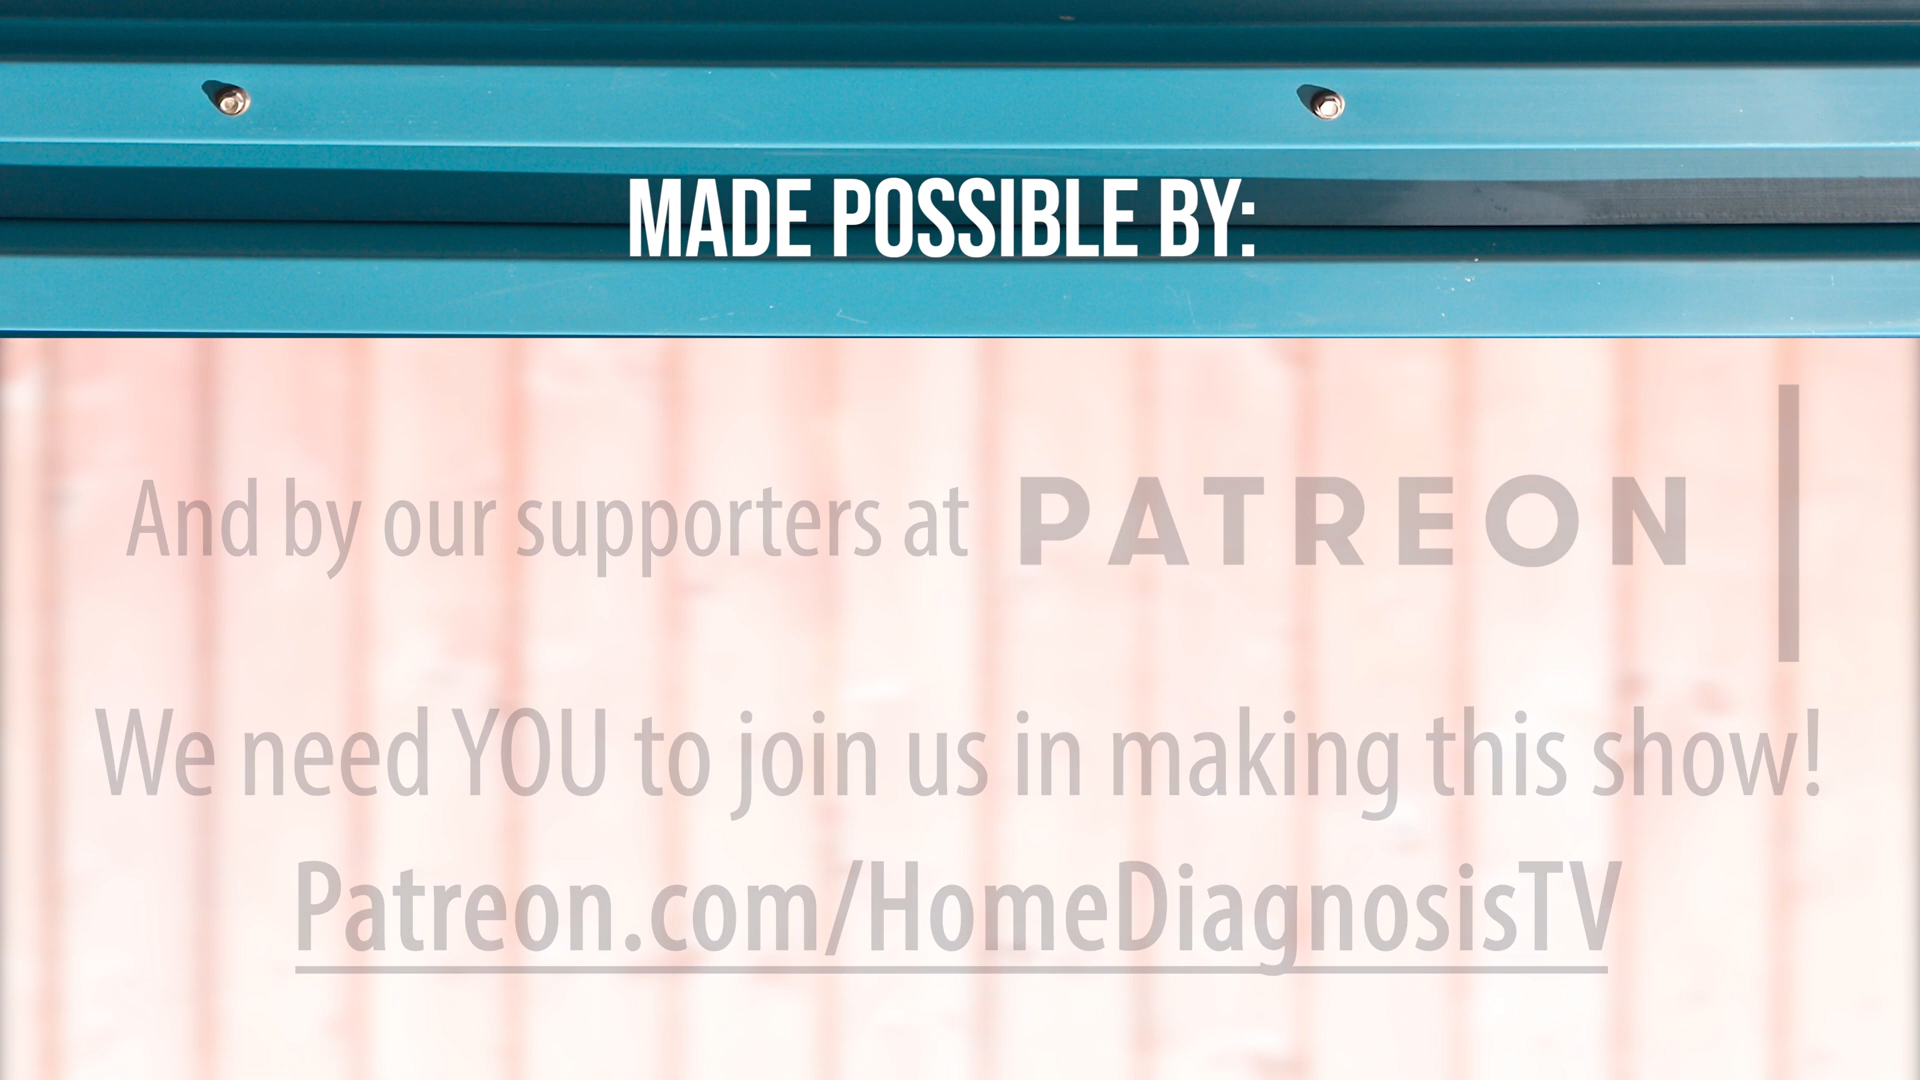 MADE POSSIBLE BY:
And by our supporters at PATREON
We need YOU to join us in making this show!
Patreon.com/HomeDiagnosisTV